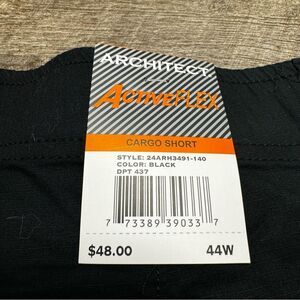 ARCHITECT
ACTIVEFLEX
CARGO SHORT
STYLE: 24ARH3491-140
COLOR: BLACK
DPT 437
7 73389 39033 7
$48.00 44W